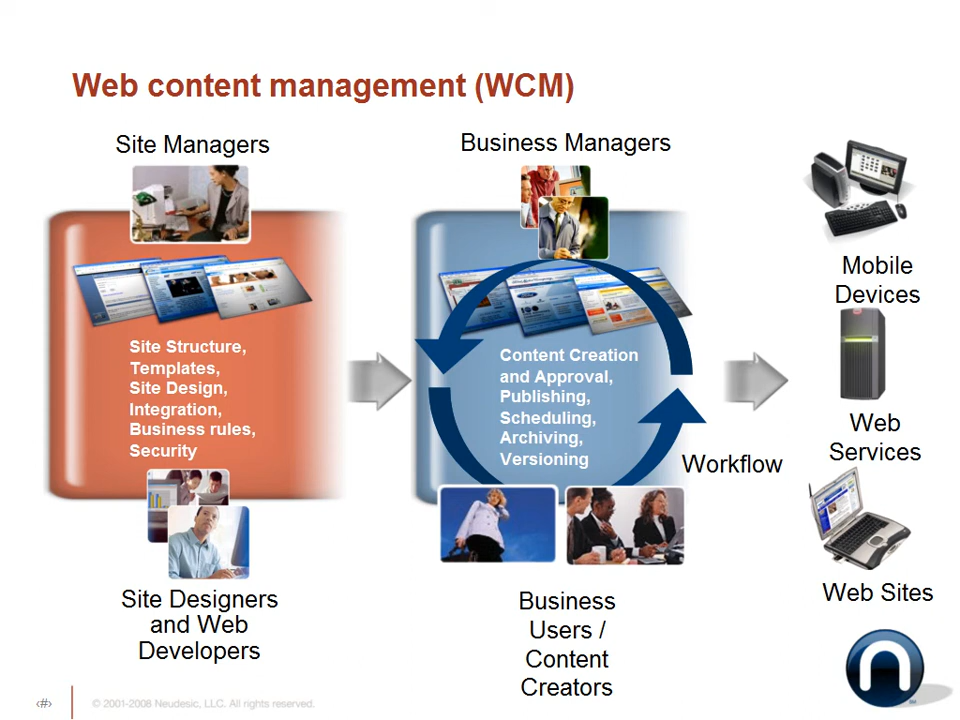 Web content management (WCM)
Site Managers
Site Structure,
Templates,
Site Design,
Integration,
Business rules,
Security
Site Designers
and Web
Developers
Business Managers
Content Creation
and Approval,
Publishing,
Scheduling,
Archiving,
Versioning
Workflow
Business
Users /
Content
Creators
Mobile
Devices
Web
Services
Web Sites
‹#›
© 2001-2008 Neudesic, LLC. All rights reserved.
n
SM